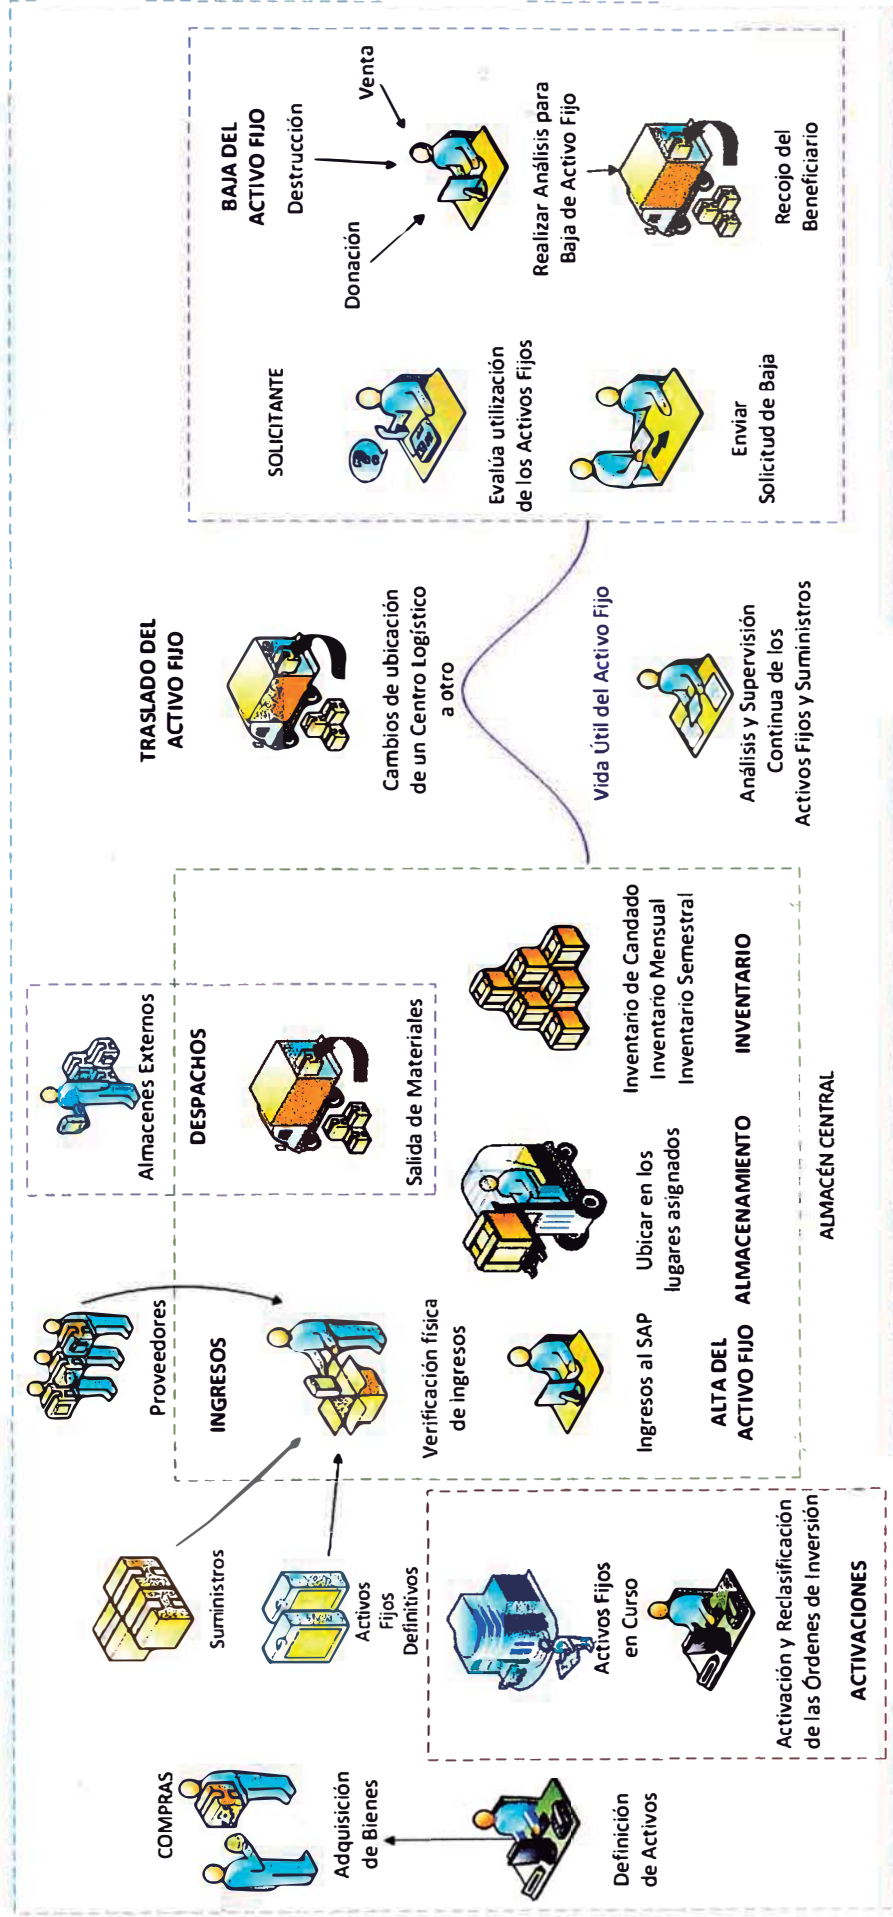 COMPRAS
Adquisición
de Bienes
Definición
de Activos
Suministros
Activos
Fijos
Definitivos
Activos Fijos
en Curso
Activación y Reclasificación
de las Órdenes de Inversión
ACTIVACIONES
Proveedores
INGRESOS
Verificación física
de ingresos
Ingresos al SAP
ALTA DEL
ACTIVO FIJO
Almacenes Externos
DESPACHOS
Salida de Materiales
Ubicar en los
lugares asignados
ALMACENAMIENTO
Inventario de Candado
Inventario Mensual
Inventario Semestral
INVENTARIO
ALMACÉN CENTRAL
TRASLADO DEL
ACTIVO FIJO
Cambios de ubicación
de un Centro Logístico
a otro
Vida Útil del Activo Fijo
Análisis y Supervisión
Continua de los
Activos Fijos y Suministros
SOLICITANTE
Evalúa utilización
de los Activos Fijos
Enviar
Solicitud de Baja
BAJA DEL
ACTIVO FIJO
Donación
Destrucción
Venta
Realizar Análisis para
Baja de Activo Fijo
Recojo del
Beneficiario